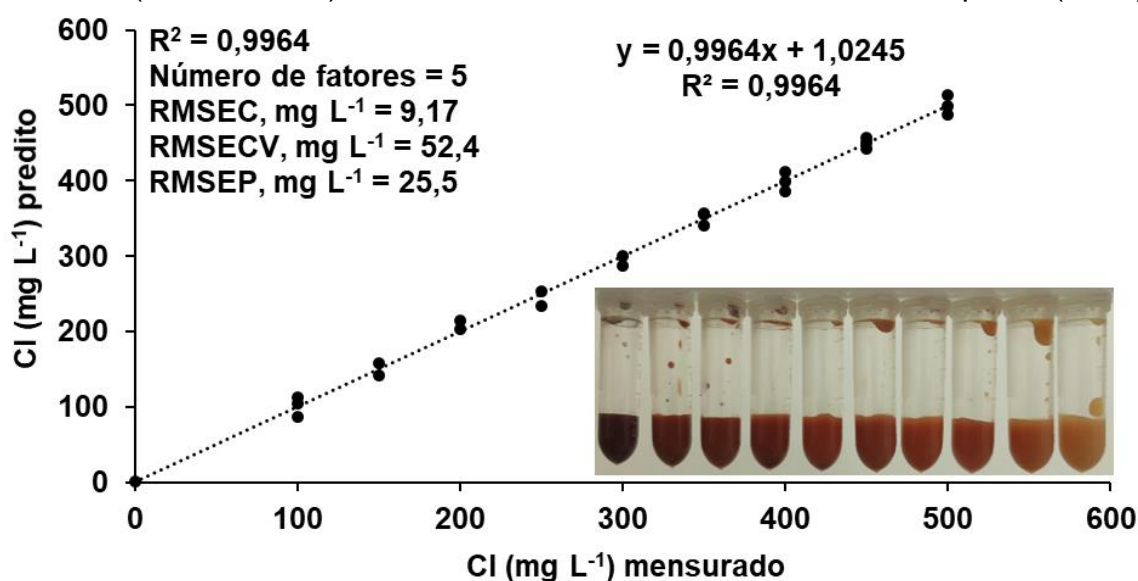 R² = 0,9964
Número de fatores = 5
RMSEC, mg L⁻¹ = 9,17
RMSECV, mg L⁻¹ = 52,4
RMSEP, mg L⁻¹ = 25,5
y = 0,9964x + 1,0245
R² = 0,9964
Cl (mg L⁻¹) predito
600
500
400
300
200
100
0
0 100 200 300 400 500 600
Cl (mg L⁻¹) mensurado